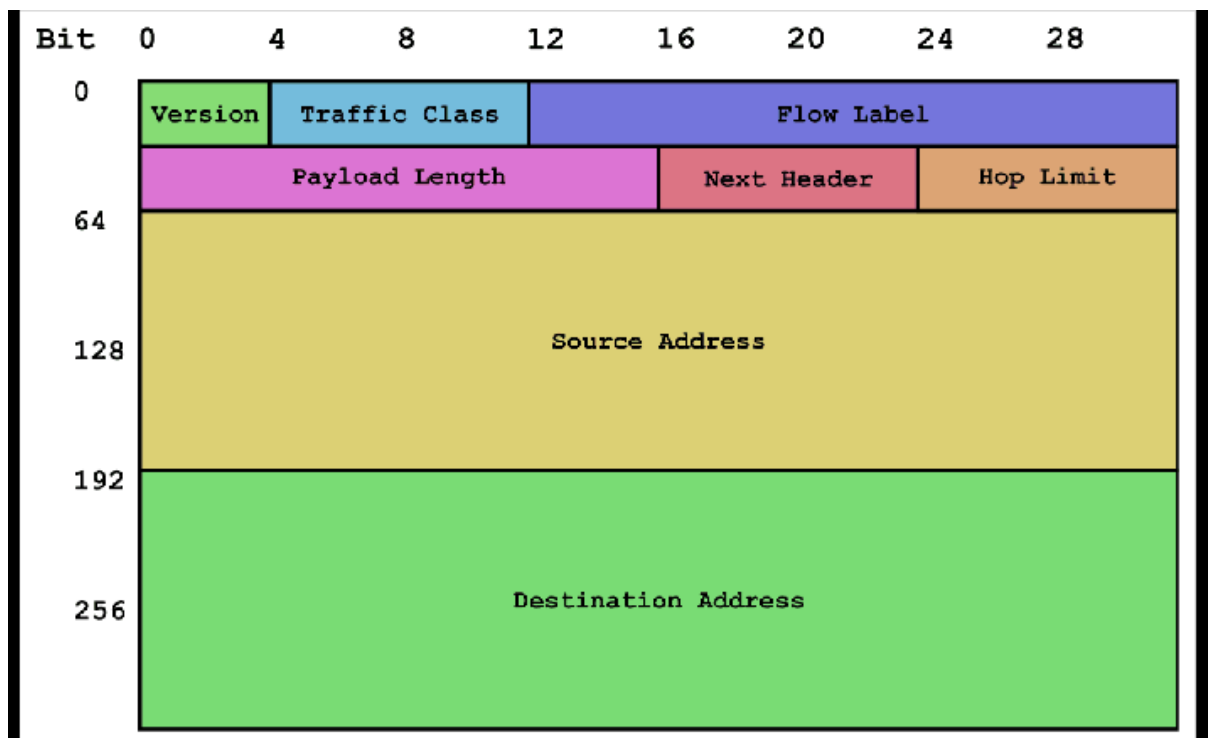 Bit 0 4 8 12 16 20 24 28
0 Version Traffic Class Flow Label
Payload Length Next Header Hop Limit
64
Source Address
128
192
Destination Address
256